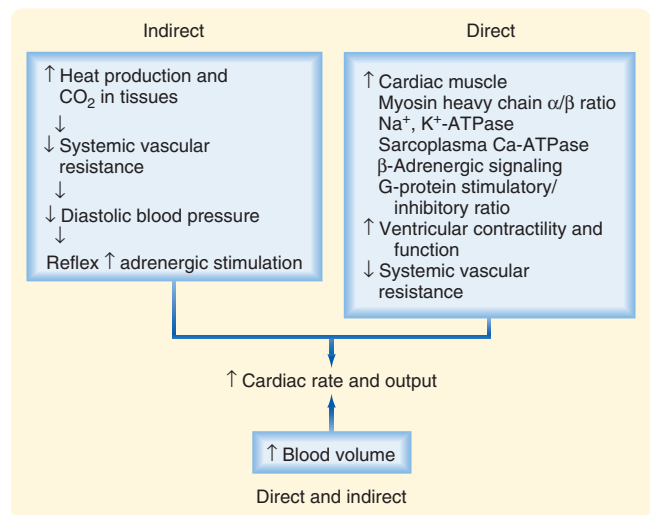 Indirect
↑ Heat production and
CO₂ in tissues
↓
↓ Systemic vascular
resistance
↓
↓ Diastolic blood pressure
↓
Reflex ↑ adrenergic stimulation
Direct
↑ Cardiac muscle
Myosin heavy chain α/β ratio
Na⁺, K⁺-ATPase
Sarcoplasma Ca-ATPase
β-Adrenergic signaling
G-protein stimulatory/
inhibitory ratio
↑ Ventricular contractility and
function
↓ Systemic vascular
resistance
↑ Cardiac rate and output
↑ Blood volume
Direct and indirect